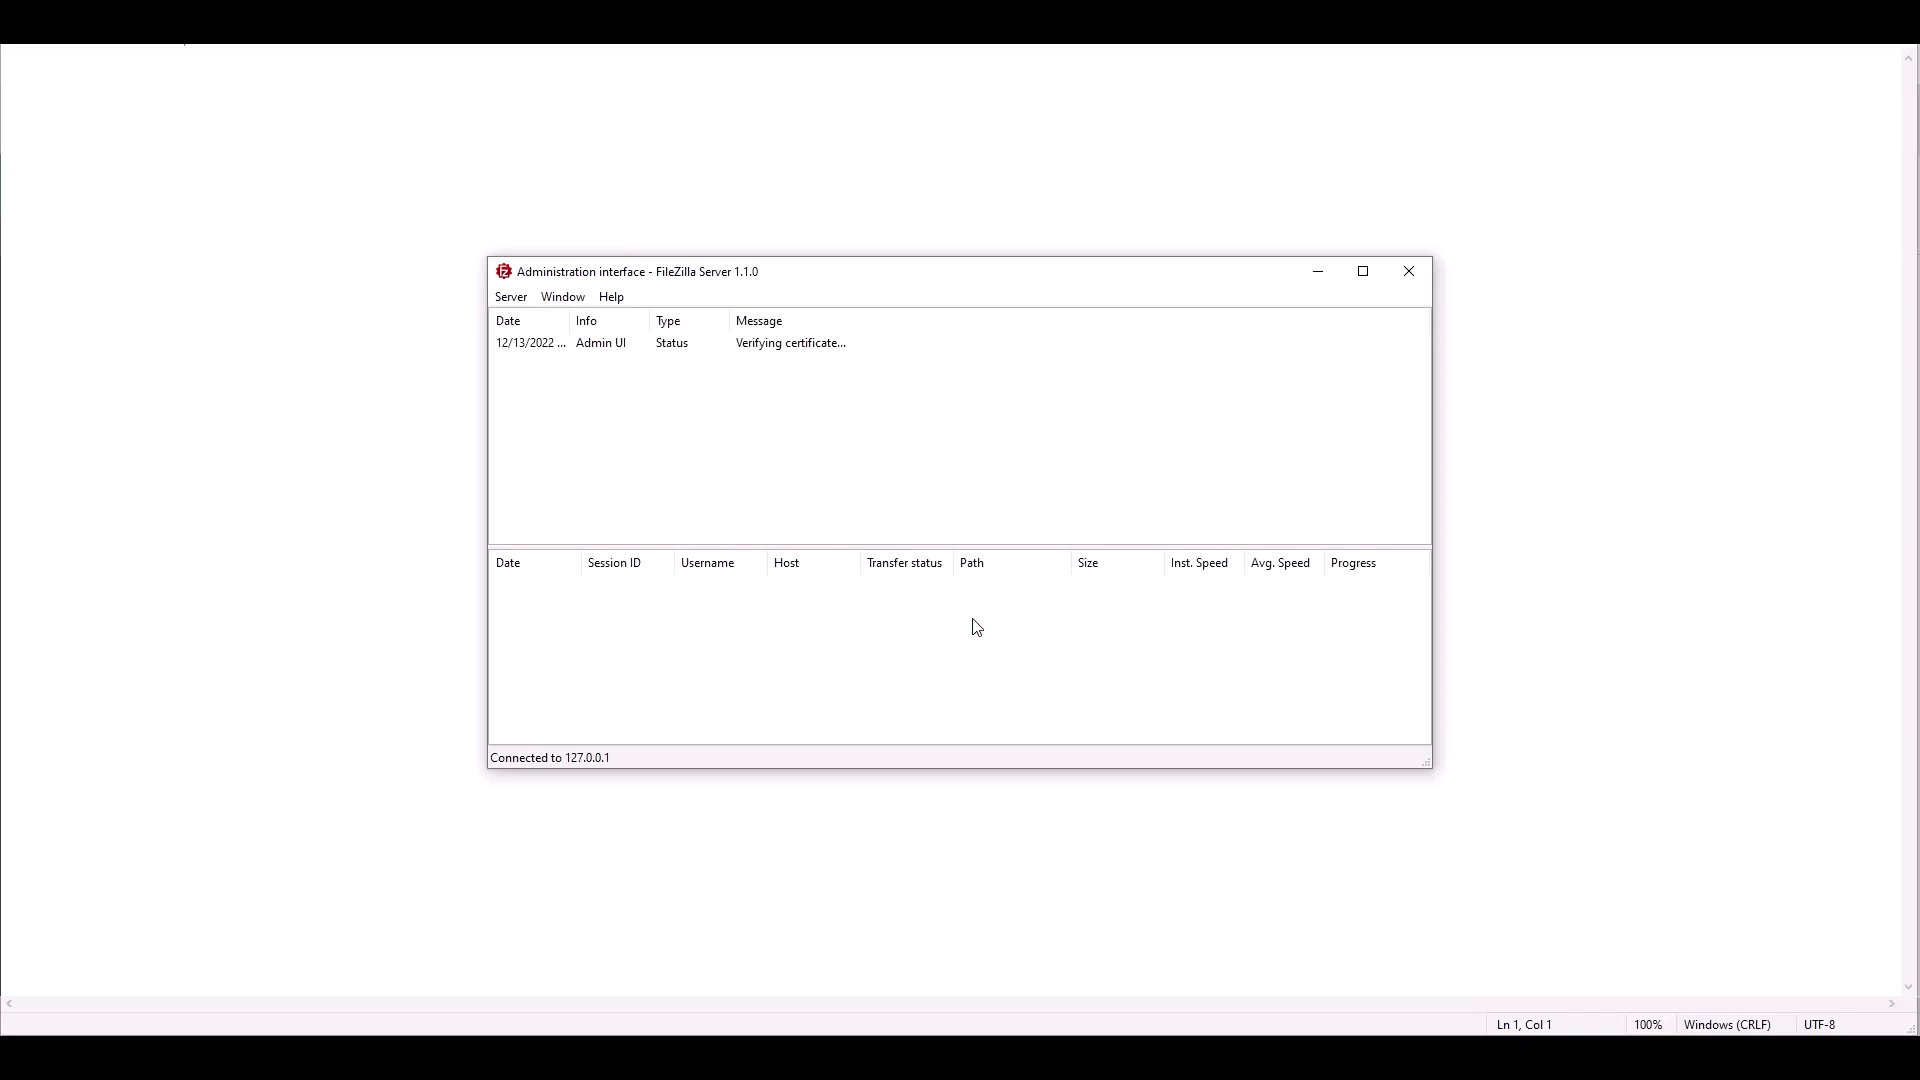 Administration interface - FileZilla Server 1.1.0
Server Window Help
Date Info Type Message
12/13/2022 ... Admin UI Status Verifying certificate...
Date Session ID Username Host Transfer status Path Size Inst. Speed Avg. Speed Progress
Connected to 127.0.0.1
Ln 1, Col 1 100% Windows (CRLF) UTF-8